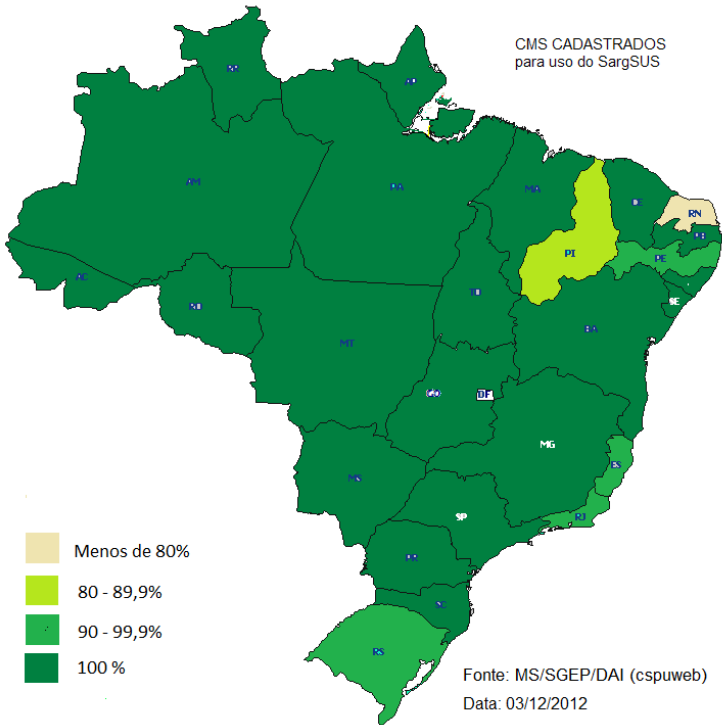 CMS CADASTRADOS
para uso do SargSUS
RR
AP
AM
PA
MA
CE
RN
PB
PI
PE
AC
RO
TO
SE
BA
MT
GO
DF
MG
ES
MS
SP
RJ
PR
SC
RS
Menos de 80%
80 - 89,9%
90 - 99,9%
100 %
Fonte: MS/SGEP/DAI (cspuweb)
Data: 03/12/2012